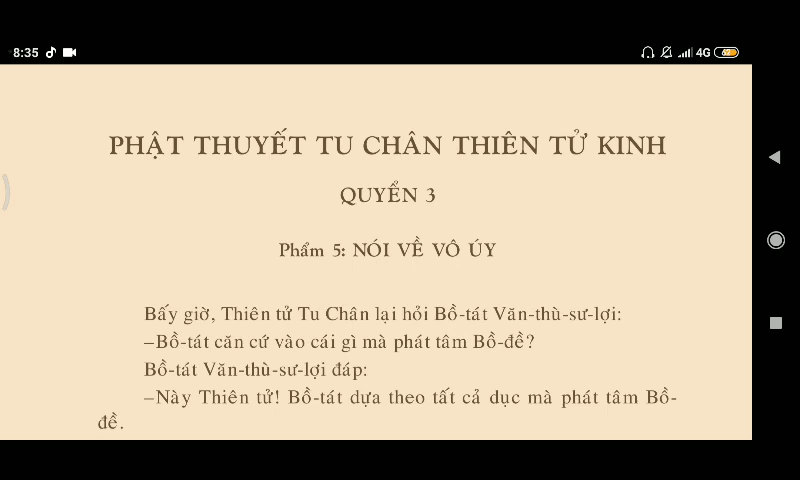 8:35
4G 62
PHẬT THUYẾT TU CHÂN THIÊN TỬ KINH
QUYỂN 3
Phẩm 5: NÓI VỀ VÔ ÚY
Bấy giờ, Thiên tử Tu Chân lại hỏi Bồ-tát Văn-thù-sư-lợi:
–Bồ-tát căn cứ vào cái gì mà phát tâm Bồ-đề?
Bồ-tát Văn-thù-sư-lợi đáp:
–Này Thiên tử! Bồ-tát dựa theo tất cả dục mà phát tâm Bồ-
đề.